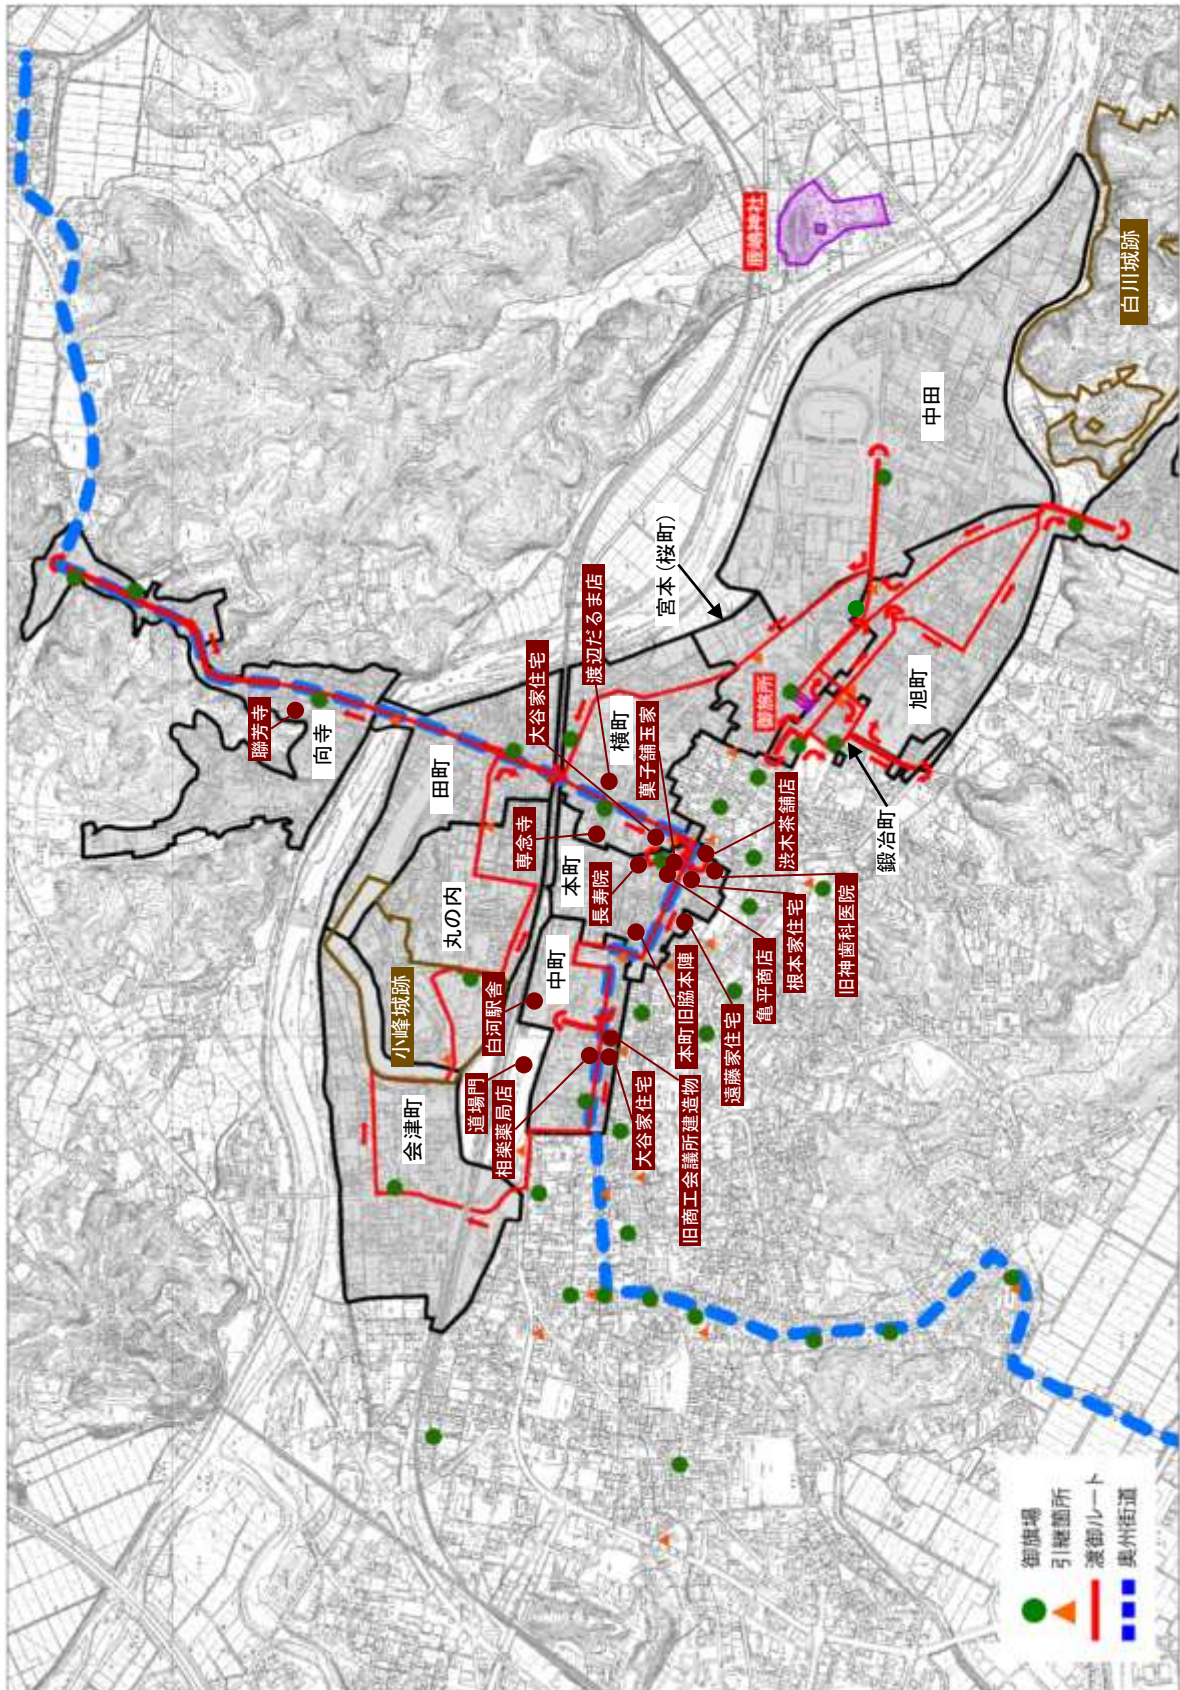 鹿嶋神社
白川城跡
中田
宮本(桜町)
渡辺だるま店
大谷家住宅
横町
菓子舗玉家
御旅所
旭町
聯芳寺
向寺
田町
専念寺
本町
長寿院
渋木茶舗店
鍛冶町
丸の内
小峰城跡
白河駅舎
中町
本町旧脇本陣
遠藤家住宅
亀平商店
根本家住宅
旧神歯科医院
会津町
道場門
相楽薬局店
大谷家住宅
旧商工会議所建造物
御旗場
引継箇所
渡御ルート
奥州街道